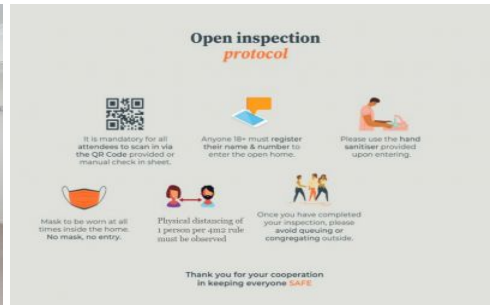 Open inspection
protocol
It is mandatory for all
attendees to scan in via
the QR Code provided or
manual check in sheet.
Anyone 18+ must register
their name & number to
enter the open home.
Please use the hand
sanitiser provided
upon entering.
Mask to be worn at all
times inside the home.
No mask, no entry.
Physical distancing of
1 person per 4m2 rule
must be observed
Once you have completed
your inspection, please
avoid queuing or
congregating outside.
Thank you for your cooperation
in keeping everyone SAFE